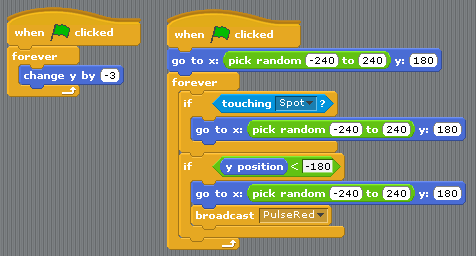 when clicked
forever
change y by -3
when clicked
go to x: pick random -240 to 240 y: 180
forever
if touching Spot ?
go to x: pick random -240 to 240 y: 180
if y position < -180
go to x: pick random -240 to 240 y: 180
broadcast PulseRed